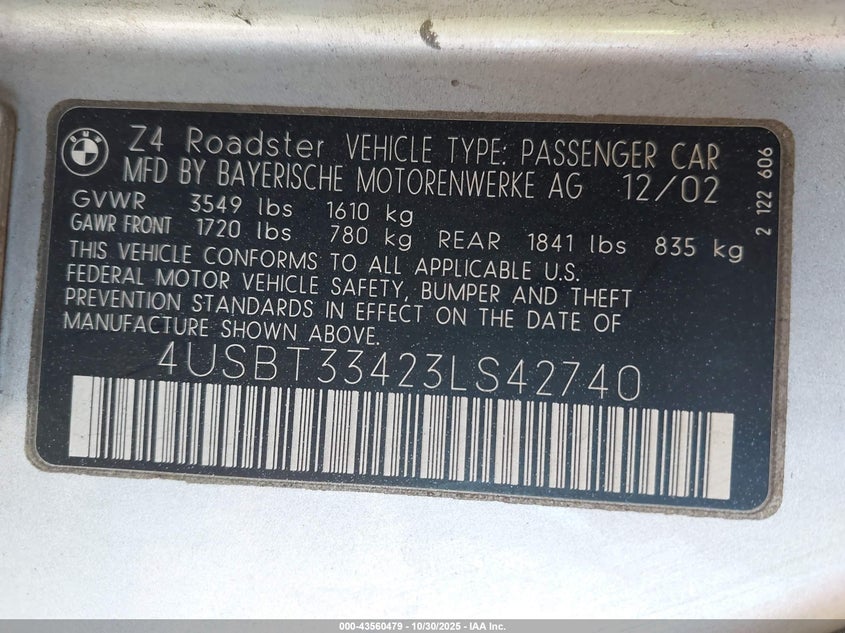 BMW
Z4 Roadster VEHICLE TYPE: PASSENGER CAR
MFD BY BAYERISCHE MOTORENWERKE AG 12/02
GVWR 3549 lbs 1610 kg
GAWR FRONT 1720 lbs 780 kg REAR 1841 lbs 835 kg
THIS VEHICLE CONFORMS TO ALL APPLICABLE U.S.
FEDERAL MOTOR VEHICLE SAFETY, BUMPER AND THEFT
PREVENTION STANDARDS IN EFFECT ON THE DATE OF
MANUFACTURE SHOWN ABOVE.
4USBT33423LS42740
2 122 606
000-43560479 - 10/30/2025 - IAA Inc.